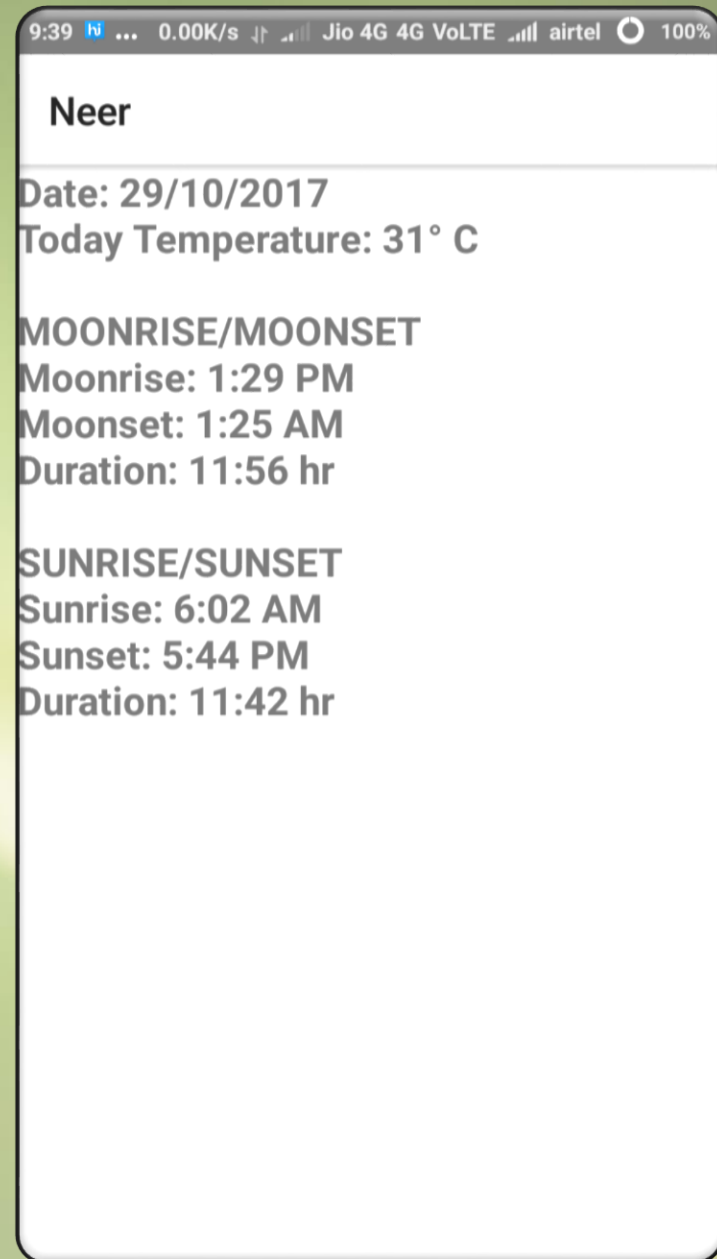 9:39 hi ... 0.00K/s Jio 4G 4G VoLTE airtel 100%
Neer
Date: 29/10/2017
Today Temperature: 31° C
MOONRISE/MOONSET
Moonrise: 1:29 PM
Moonset: 1:25 AM
Duration: 11:56 hr
SUNRISE/SUNSET
Sunrise: 6:02 AM
Sunset: 5:44 PM
Duration: 11:42 hr